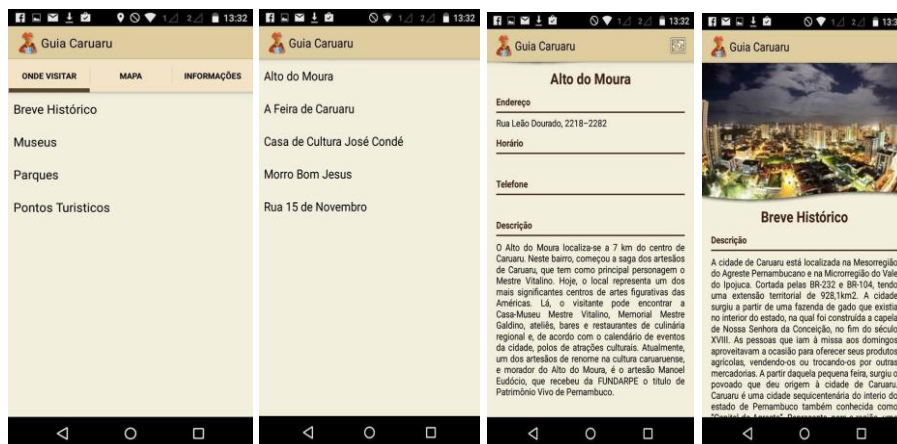 13:32
Guia Caruaru
ONDE VISITAR MAPA INFORMAÇÕES
Breve Histórico
Museus
Parques
Pontos Turisticos
13:32
Guia Caruaru
Alto do Moura
A Feira de Caruaru
Casa de Cultura José Condé
Morro Bom Jesus
Rua 15 de Novembro
13:32
Guia Caruaru
Alto do Moura
Endereço
Rua Leão Dourado, 2218-2282
Horário
Telefone
Descrição
O Alto do Moura localiza-se a 7 km do centro de
Caruaru. Neste bairro, começou a saga dos artesãos
de Caruaru, que tem como principal personagem o
Mestre Vitalino. Hoje, o local representa um dos
mais significantes centros de artes figurativas das
Américas. Lá, o visitante pode encontrar a
Casa-Museu Mestre Vitalino, Memorial Mestre
Galdino, ateliês, bares e restaurantes de culinária
regional e, de acordo com o calendário de eventos
da cidade, polos de atrações culturais. Atualmente,
um dos artesãos de renome na cultura caruaruense,
e morador do Alto do Moura, é o artesão Manoel
Eudócio, que recebeu da FUNDARPE o titulo de
Patrimônio Vivo de Pernambuco.
13:3
Guia Caruaru
Breve Histórico
Descrição
A cidade de Caruaru está localizada na Mesorregião
do Agreste Pernambucano e na Microrregião do Vale
do Ipojuca. Cortada pelas BR-232 e BR-104, tendo
uma extensão territorial de 928,1km2. A cidade
surgiu a partir de uma fazenda de gado que existia
no interior do estado, na qual foi construída a capela
de Nossa Senhora da Conceição, no fim do século
XVIII. As pessoas que iam à missa aos domingos
aproveitavam a ocasião para oferecer seus produtos
agrícolas, vendendo-os ou trocando-os por outras
mercadorias. A partir daquela pequena feira, surgiu o
povoado que deu origem à cidade de Caruaru.
Caruaru é uma cidade sequicentenária do interio do
estado de Pernambuco também conhecida como